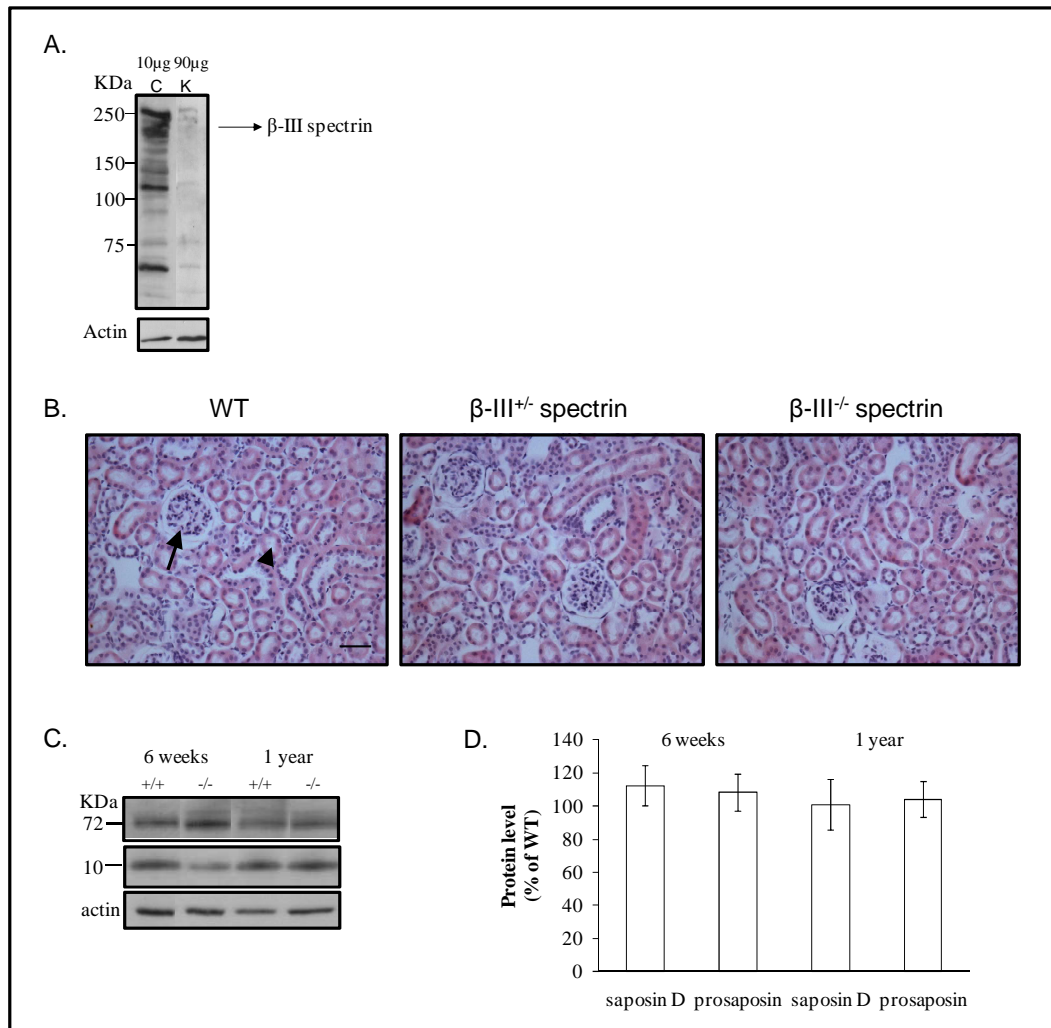 A.
10µg 90µg
KDa C K
250
β-III spectrin
150
100
75
Actin
B. WT β-III+/- spectrin β-III-/- spectrin
C.
6 weeks 1 year
+/+ -/- +/+ -/-
KDa
72
10
actin
D.
140
120
100
80
60
40
20
0
Protein level
(% of WT)
6 weeks 1 year
saposin D prosaposin saposin D prosaposin